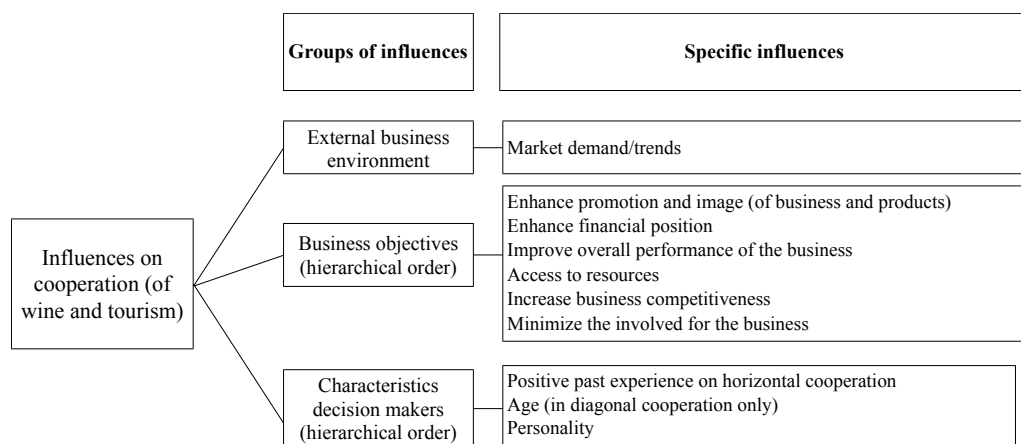 Groups of influences
Specific influences
External business
environment
Market demand/trends
Influences on
cooperation (of
wine and tourism)
Business objectives
(hierarchical order)
Enhance promotion and image (of business and products)
Enhance financial position
Improve overall performance of the business
Access to resources
Increase business competitiveness
Minimize the involved for the business
Characteristics
decision makers
(hierarchical order)
Positive past experience on horizontal cooperation
Age (in diagonal cooperation only)
Personality